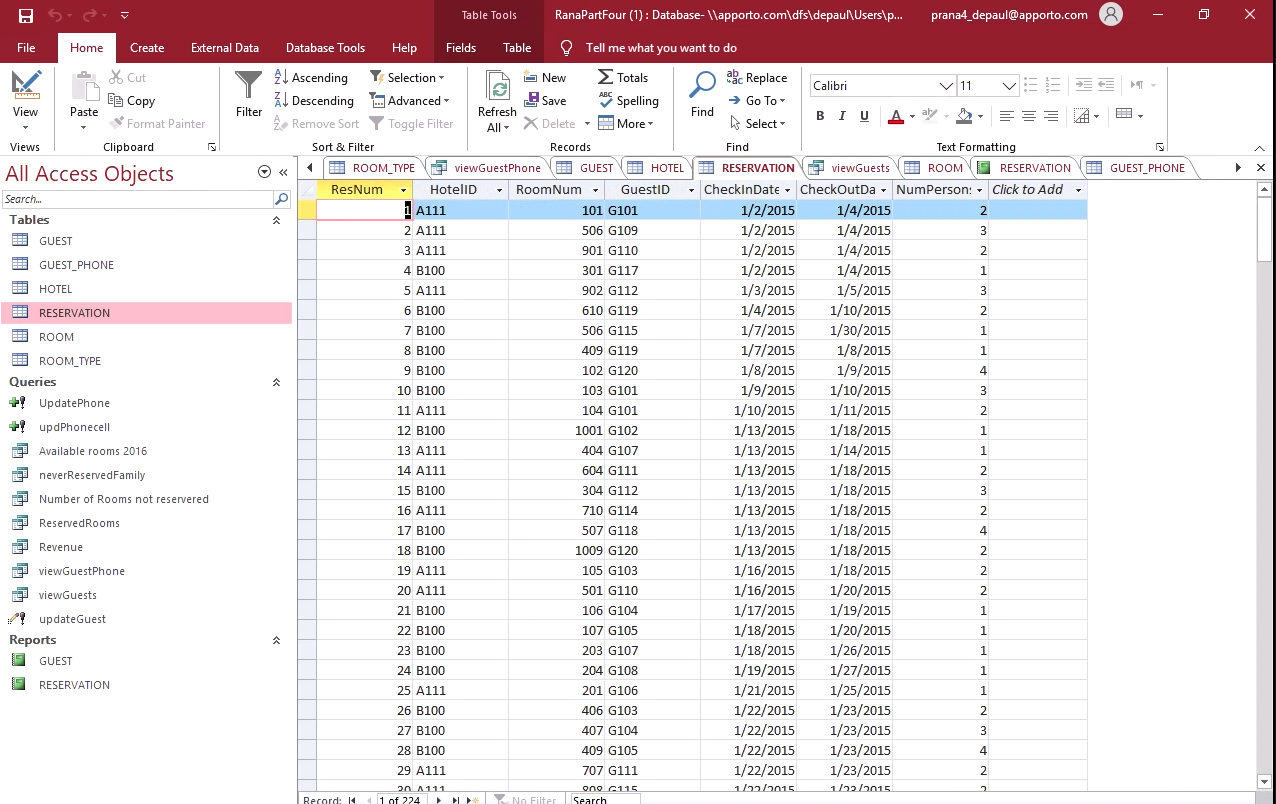 Table Tools
RanaPartFour (1) : Database- \\apporto.com\dfs\depaul\Users\p...
prana4_depaul@apporto.com
File Home Create External Data Database Tools Help Fields Table Tell me what you want to do
View
Views
Paste
Cut
Copy
Format Painter
Clipboard
Filter
Ascending
Descending
Remove Sort
Selection
Advanced
Toggle Filter
Sort & Filter
Refresh All
New
Save
Delete
Totals
Spelling
More
Records
Find
Replace
Go To
Select
Find
Calibri 11
B I U A
Text Formatting
All Access Objects
Search...
Tables
GUEST
GUEST_PHONE
HOTEL
RESERVATION
ROOM
ROOM_TYPE
Queries
UpdatePhone
updPhonecell
Available rooms 2016
neverReservedFamily
Number of Rooms not reservered
ReservedRooms
Revenue
viewGuestPhone
viewGuests
updateGuest
Reports
GUEST
RESERVATION
ROOM_TYPE viewGuestPhone GUEST HOTEL RESERVATION viewGuests ROOM RESERVATION GUEST_PHONE
ResNum HotelID RoomNum GuestID CheckInDate CheckOutDa NumPersons Click to Add
1 A111 101 G101 1/2/2015 1/4/2015 2
2 A111 506 G109 1/2/2015 1/4/2015 3
3 A111 901 G110 1/2/2015 1/4/2015 2
4 B100 301 G117 1/2/2015 1/4/2015 1
5 A111 902 G112 1/3/2015 1/5/2015 3
6 B100 610 G119 1/4/2015 1/10/2015 2
7 B100 506 G115 1/7/2015 1/30/2015 1
8 B100 409 G119 1/7/2015 1/8/2015 1
9 B100 102 G120 1/8/2015 1/9/2015 4
10 B100 103 G101 1/9/2015 1/10/2015 3
11 A111 104 G101 1/10/2015 1/11/2015 2
12 B100 1001 G102 1/13/2015 1/18/2015 1
13 A111 404 G107 1/13/2015 1/14/2015 1
14 A111 604 G111 1/13/2015 1/18/2015 2
15 B100 304 G112 1/13/2015 1/18/2015 3
16 A111 710 G114 1/13/2015 1/18/2015 2
17 B100 507 G118 1/13/2015 1/18/2015 4
18 B100 1009 G120 1/13/2015 1/18/2015 2
19 A111 105 G103 1/16/2015 1/18/2015 2
20 A111 501 G110 1/16/2015 1/20/2015 2
21 B100 106 G104 1/17/2015 1/19/2015 1
22 B100 107 G105 1/18/2015 1/20/2015 1
23 B100 203 G107 1/18/2015 1/26/2015 1
24 B100 204 G108 1/19/2015 1/27/2015 1
25 A111 201 G106 1/21/2015 1/25/2015 1
26 B100 406 G103 1/22/2015 1/23/2015 2
27 B100 407 G104 1/22/2015 1/23/2015 3
28 B100 409 G105 1/22/2015 1/23/2015 4
29 A111 707 G111 1/22/2015 1/23/2015 2
30 A111 808 G115 1/22/2015 1/23/2015 2
Record: 1 of 224 No Filter Search